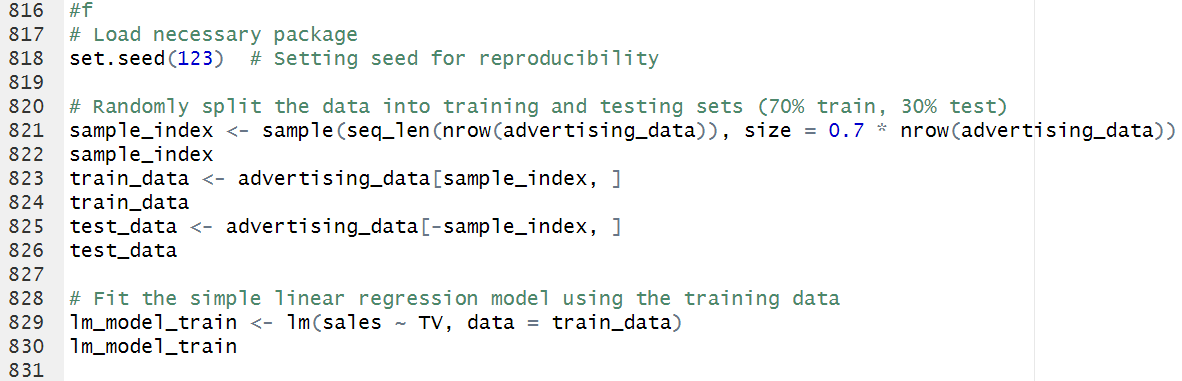 816 #f
817 # Load necessary package
818 set.seed(123)  # Setting seed for reproducibility
819
820 # Randomly split the data into training and testing sets (70% train, 30% test)
821 sample_index <- sample(seq_len(nrow(advertising_data)), size = 0.7 * nrow(advertising_data))
822 sample_index
823 train_data <- advertising_data[sample_index, ]
824 train_data
825 test_data <- advertising_data[-sample_index, ]
826 test_data
827
828 # Fit the simple linear regression model using the training data
829 lm_model_train <- lm(sales ~ TV, data = train_data)
830 lm_model_train
831